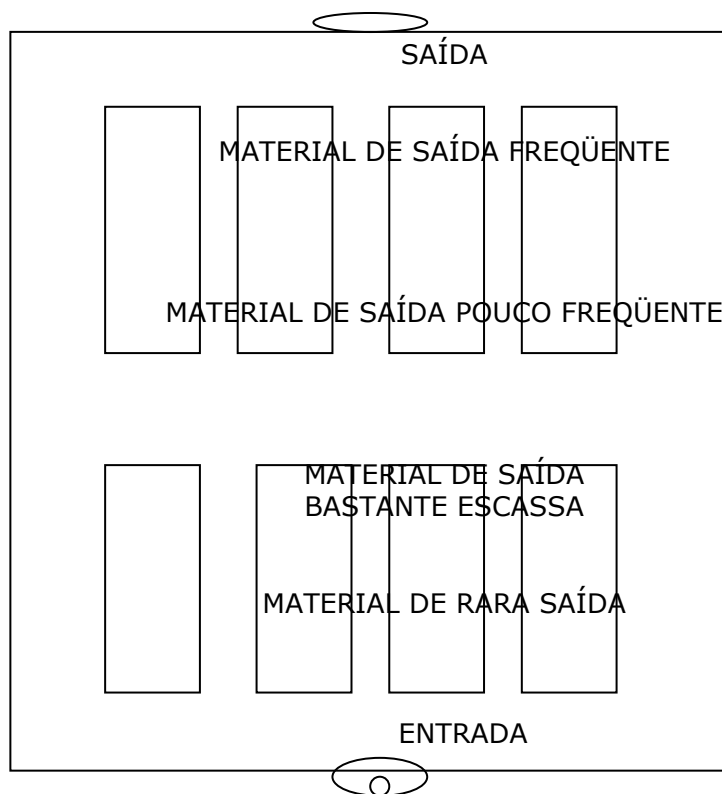 SAÍDA
MATERIAL DE SAÍDA FREQÜENTE
MATERIAL DE SAÍDA POUCO FREQÜENTE
MATERIAL DE SAÍDA
BASTANTE ESCASSA
MATERIAL DE RARA SAÍDA
ENTRADA